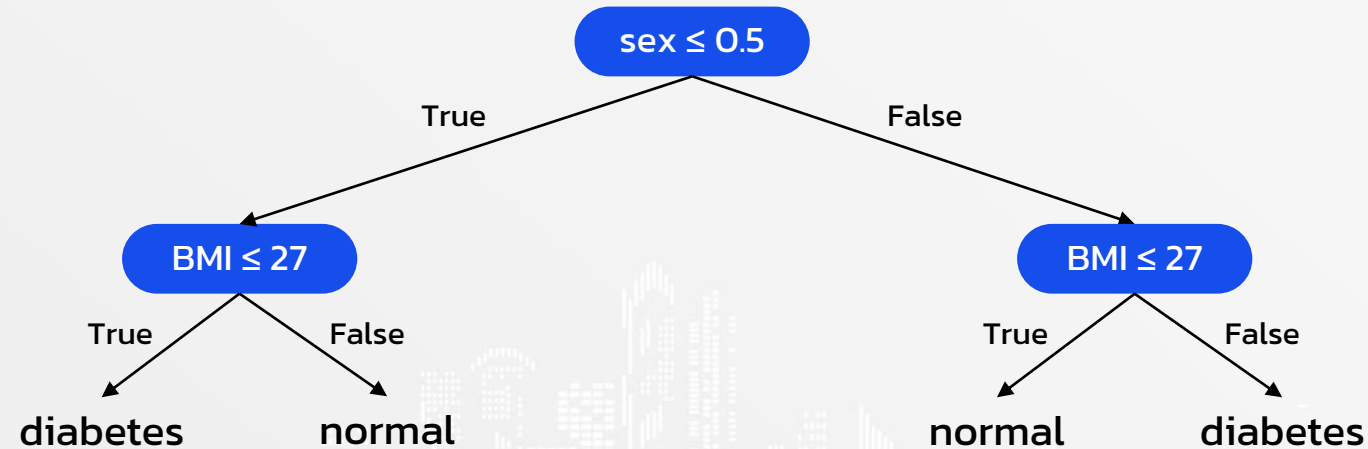 sex ≤ 0.5
True
False
BMI ≤ 27
BMI ≤ 27
True
False
True
False
diabetes
normal
normal
diabetes